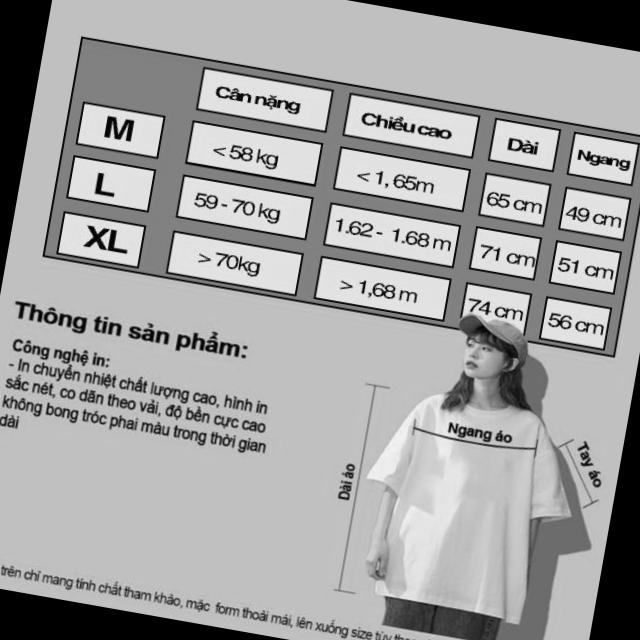 Cân nặng Chiều cao Dài Ngang
M < 58 kg < 1, 65m 65 cm 49 cm
L 59 - 70 kg 1.62 - 1.68 m 71 cm 51 cm
XL > 70kg > 1,68 m 74 cm 56 cm
Thông tin sản phẩm:
Công nghệ in:
- In chuyển nhiệt chất lượng cao, hình in
sắc nét, co dãn theo vải, độ bền cực cao
không bong tróc phai màu trong thời gian
dài
Ngang áo
Tay áo
Dài áo
trên chỉ mang tính chất tham khảo, mặc form thoải mái, lên xuống size tùy